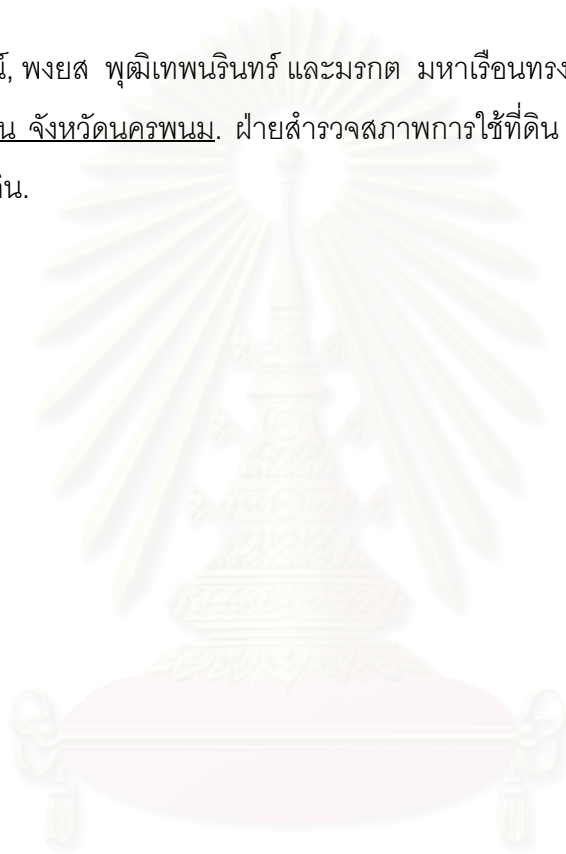 น์, พงยส พุฒิเทพนรินทร์ และมรกต มหาเรือนทรง
น จังหวัดนครพนม. ฝ่ายสำรวจสภาพการใช้ที่ดิน
ดิน.